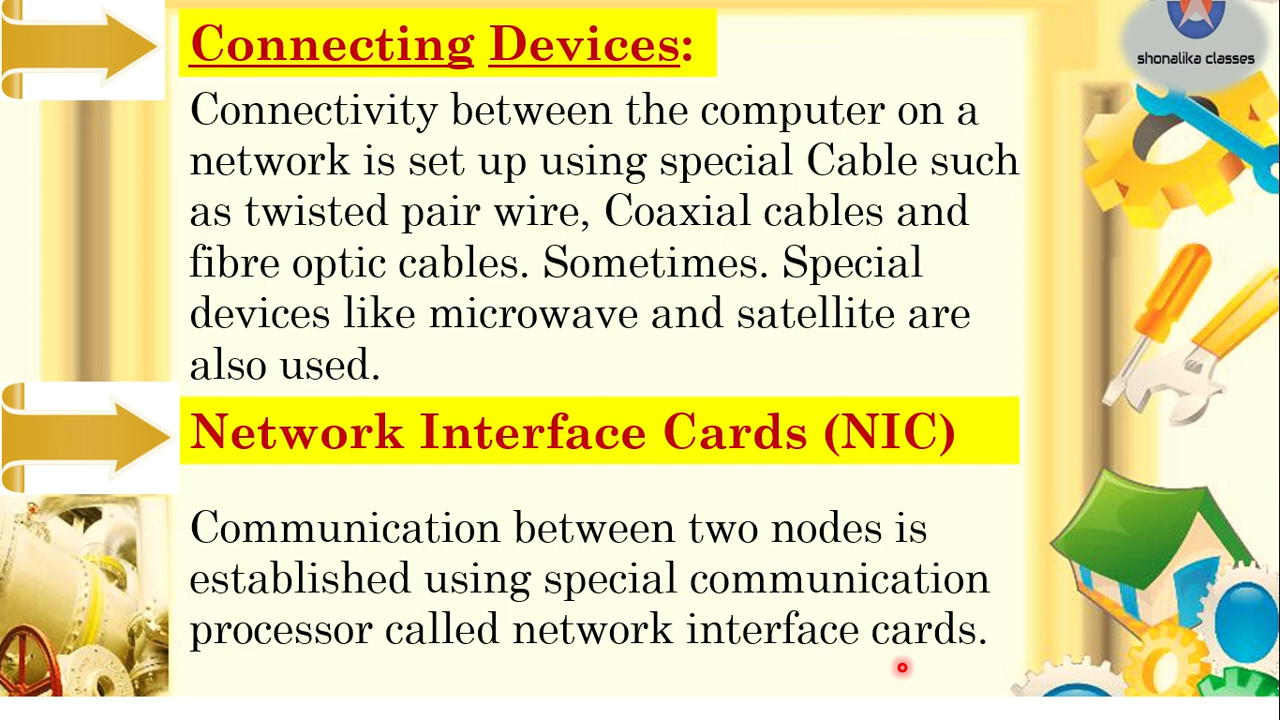 Connecting Devices:
shonalika classes
Connectivity between the computer on a
network is set up using special Cable such
as twisted pair wire, Coaxial cables and
fibre optic cables. Sometimes. Special
devices like microwave and satellite are
also used.
Network Interface Cards (NIC)
Communication between two nodes is
established using special communication
processor called network interface cards.